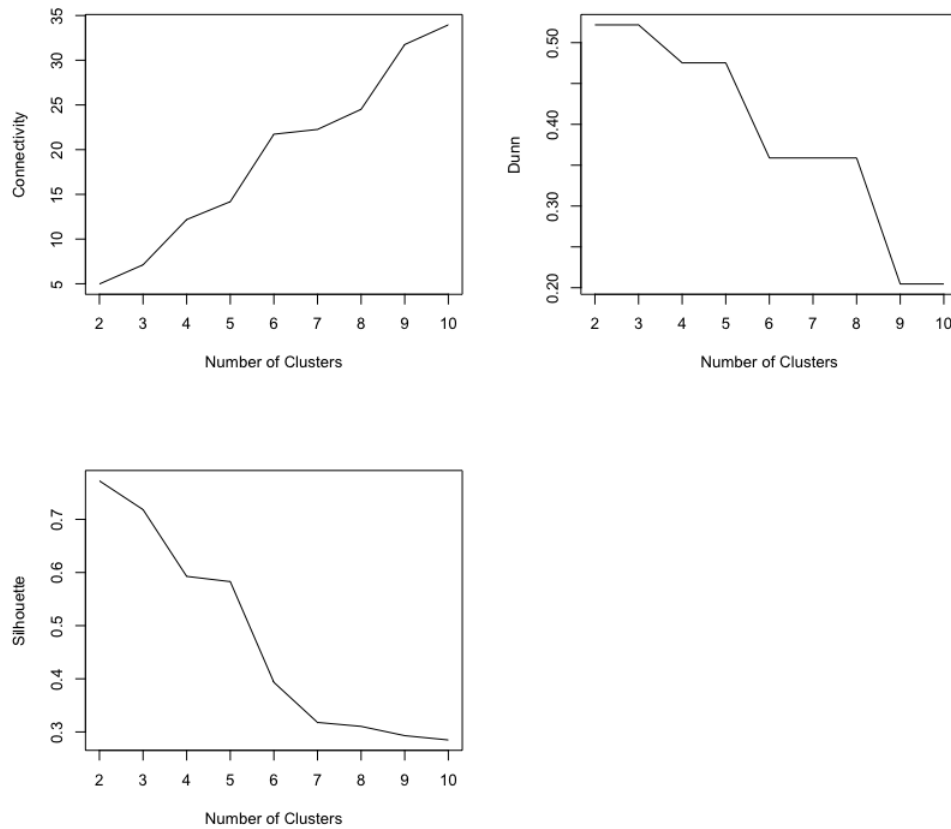 Connectivity
35
30
25
20
15
10
5
2 3 4 5 6 7 8 9 10
Number of Clusters
Dunn
0.50
0.40
0.30
0.20
2 3 4 5 6 7 8 9 10
Number of Clusters
Silhouette
0.7
0.6
0.5
0.4
0.3
2 3 4 5 6 7 8 9 10
Number of Clusters